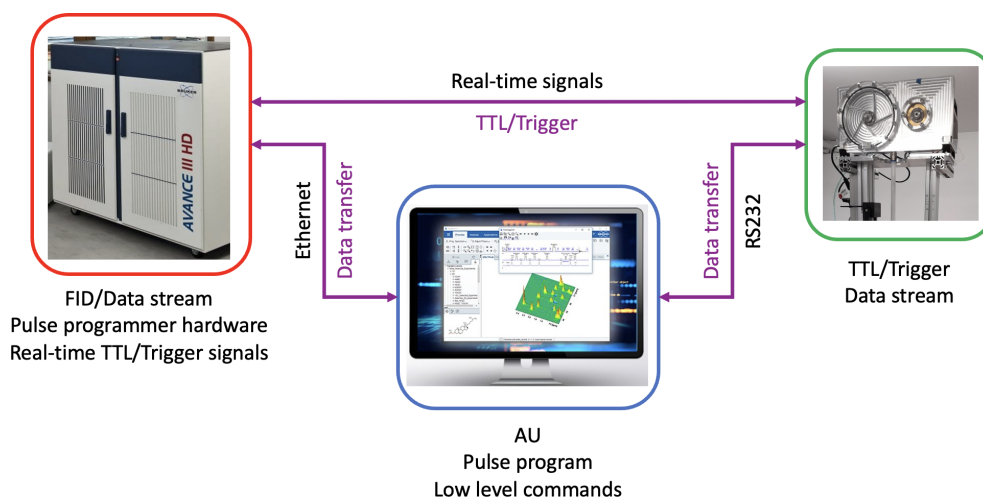 Real-time signals
TTL/Trigger
BRUKER
AVANCE III HD
Ethernet
Data transfer
Data transfer
RS232
FID/Data stream
Pulse programmer hardware
Real-time TTL/Trigger signals
TTL/Trigger
Data stream
AU
Pulse program
Low level commands